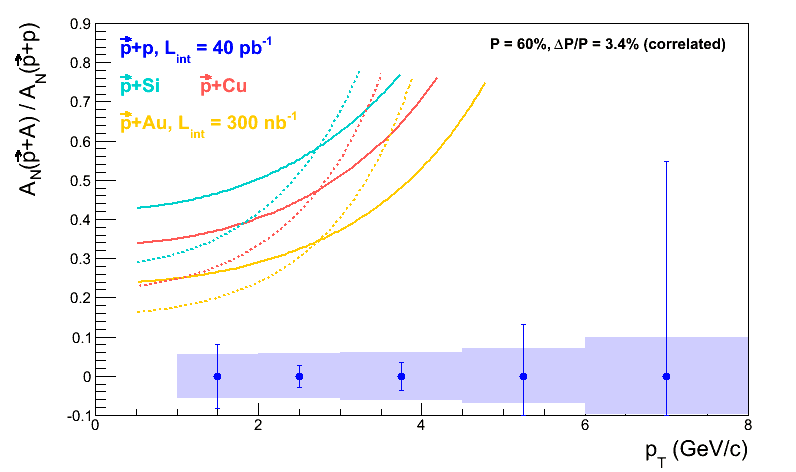 A_N(p⃗+A) / A_N(p⃗+p)
0.9
0.8
0.7
0.6
0.5
0.4
0.3
0.2
0.1
0
-0.1
p⃗+p, L_int = 40 pb⁻¹
P = 60%, ΔP/P = 3.4% (correlated)
p⃗+Si p⃗+Cu
p⃗+Au, L_int = 300 nb⁻¹
0 2 4 6 8
p_T (GeV/c)